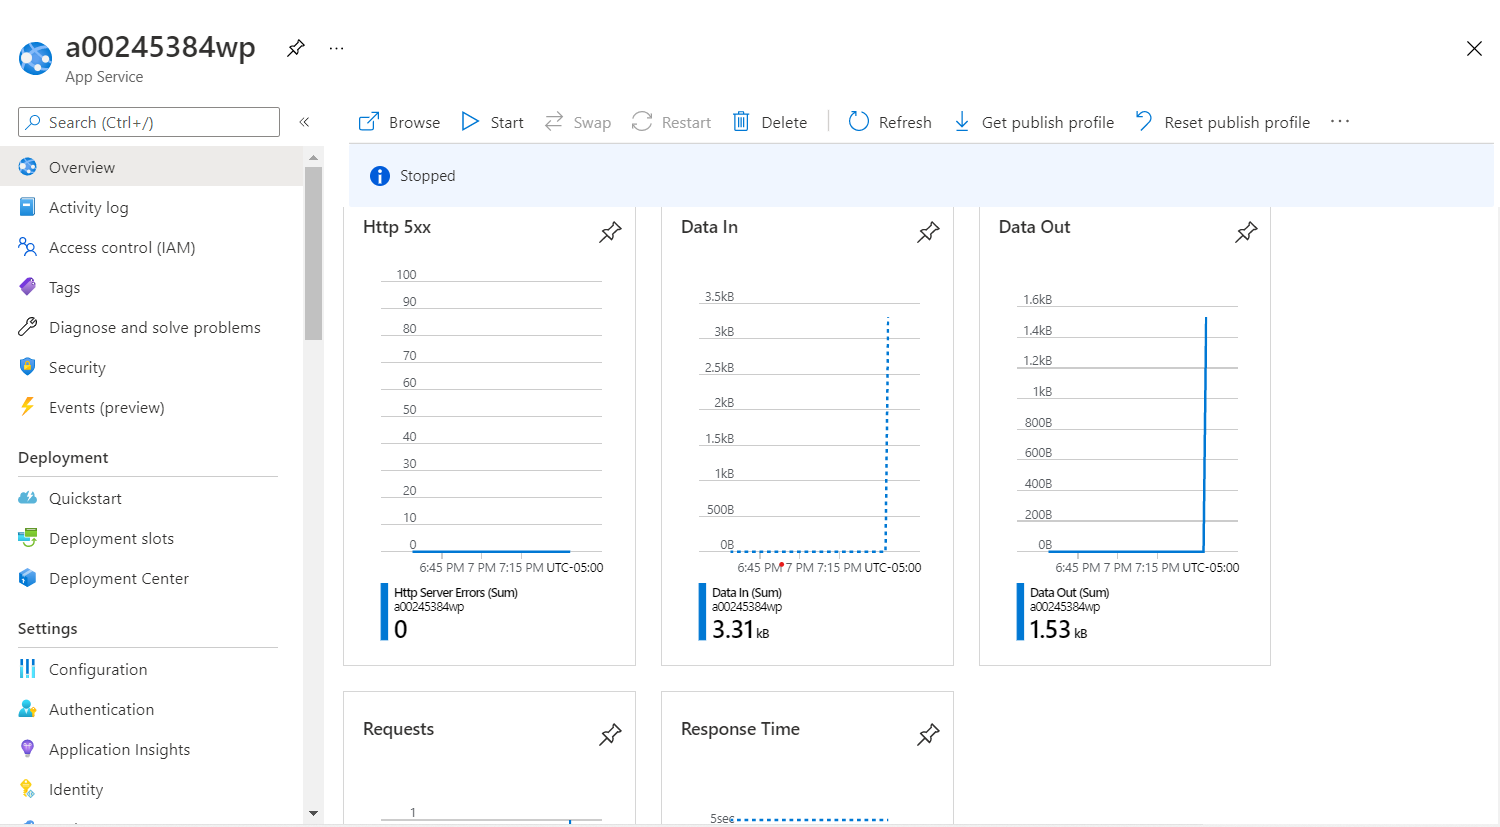 a00245384wp
App Service
Search (Ctrl+/)
«
Browse
Start
Swap
Restart
Delete
Refresh
Get publish profile
Reset publish profile
Stopped
Overview
Activity log
Access control (IAM)
Tags
Diagnose and solve problems
Security
Events (preview)
Deployment
Quickstart
Deployment slots
Deployment Center
Settings
Configuration
Authentication
Application Insights
Identity
Http 5xx
100
90
80
70
60
50
40
30
20
10
0
6:45 PM 7 PM 7:15 PM UTC-05:00
Http Server Errors (Sum)
a00245384wp
0
Data In
3.5kB
3kB
2.5kB
2kB
1.5kB
1kB
500B
0B
6:45 PM 7 PM 7:15 PM UTC-05:00
Data In (Sum)
a00245384wp
3.31 kB
Data Out
1.6kB
1.4kB
1.2kB
1kB
800B
600B
400B
200B
0B
6:45 PM 7 PM 7:15 PM UTC-05:00
Data Out (Sum)
a00245384wp
1.53 kB
Requests
1
Response Time
5sec